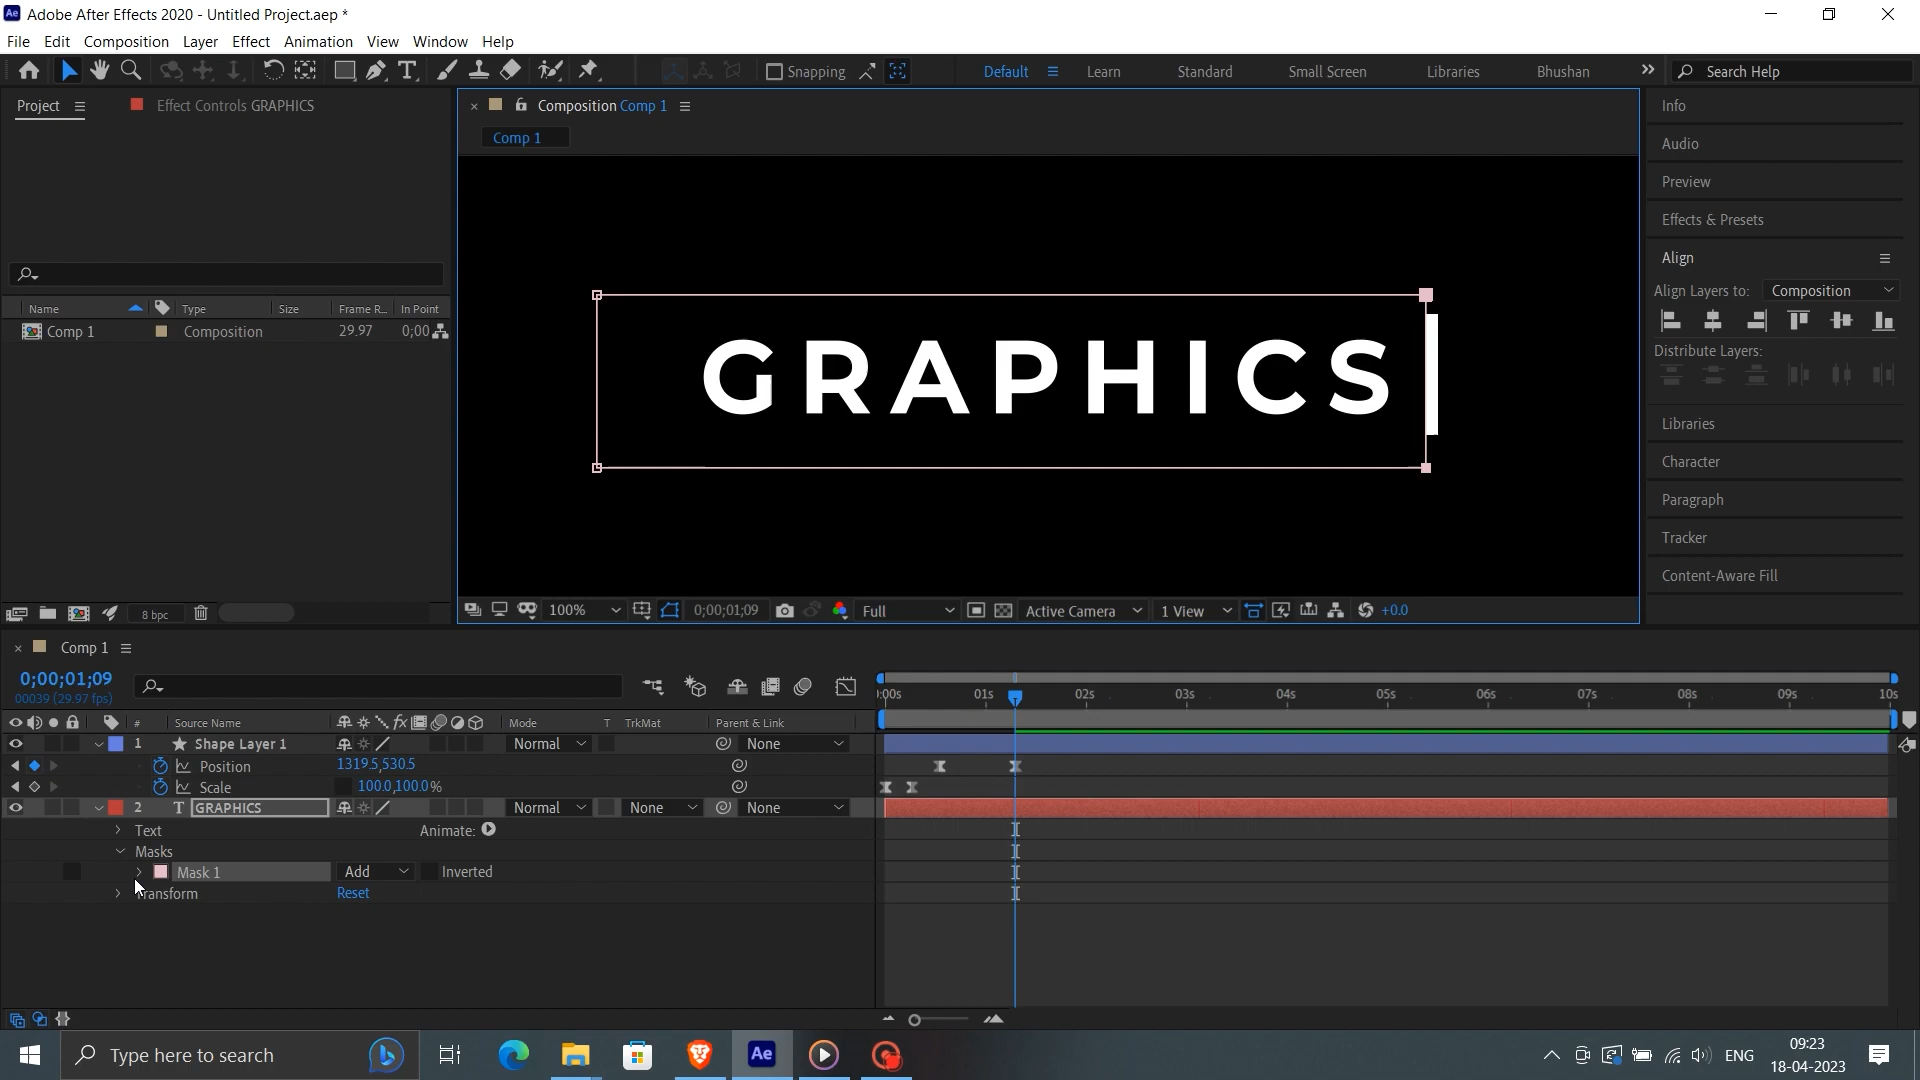 Adobe After Effects 2020 - Untitled Project.aep *
File Edit Composition Layer Effect Animation View Window Help
Snapping Default Learn Standard Small Screen Libraries Bhushan Search Help
Project Effect Controls GRAPHICS
Composition Comp 1
Comp 1
Name Type Size Frame R... In Point
Comp 1 Composition 29.97 0;00
GRAPHICS
Info
Audio
Preview
Effects & Presets
Align
Align Layers to: Composition
Distribute Layers:
Libraries
Character
Paragraph
Tracker
Content-Aware Fill
8 bpc
100% 0;00;01;09 Full Active Camera 1 View +0.0
Comp 1
0;00;01;09
00039 (29.97 fps)
):00s 01s 02s 03s 04s 05s 06s 07s 08s 09s 10s
# Source Name Mode T TrkMat Parent & Link
1 Shape Layer 1 Normal None
Position 1319.5,530.5
Scale 100.0,100.0%
2 T GRAPHICS Normal None None
Text Animate:
Masks
Mask 1 Add Inverted
Transform Reset
Type here to search
ENG
09:23
18-04-2023